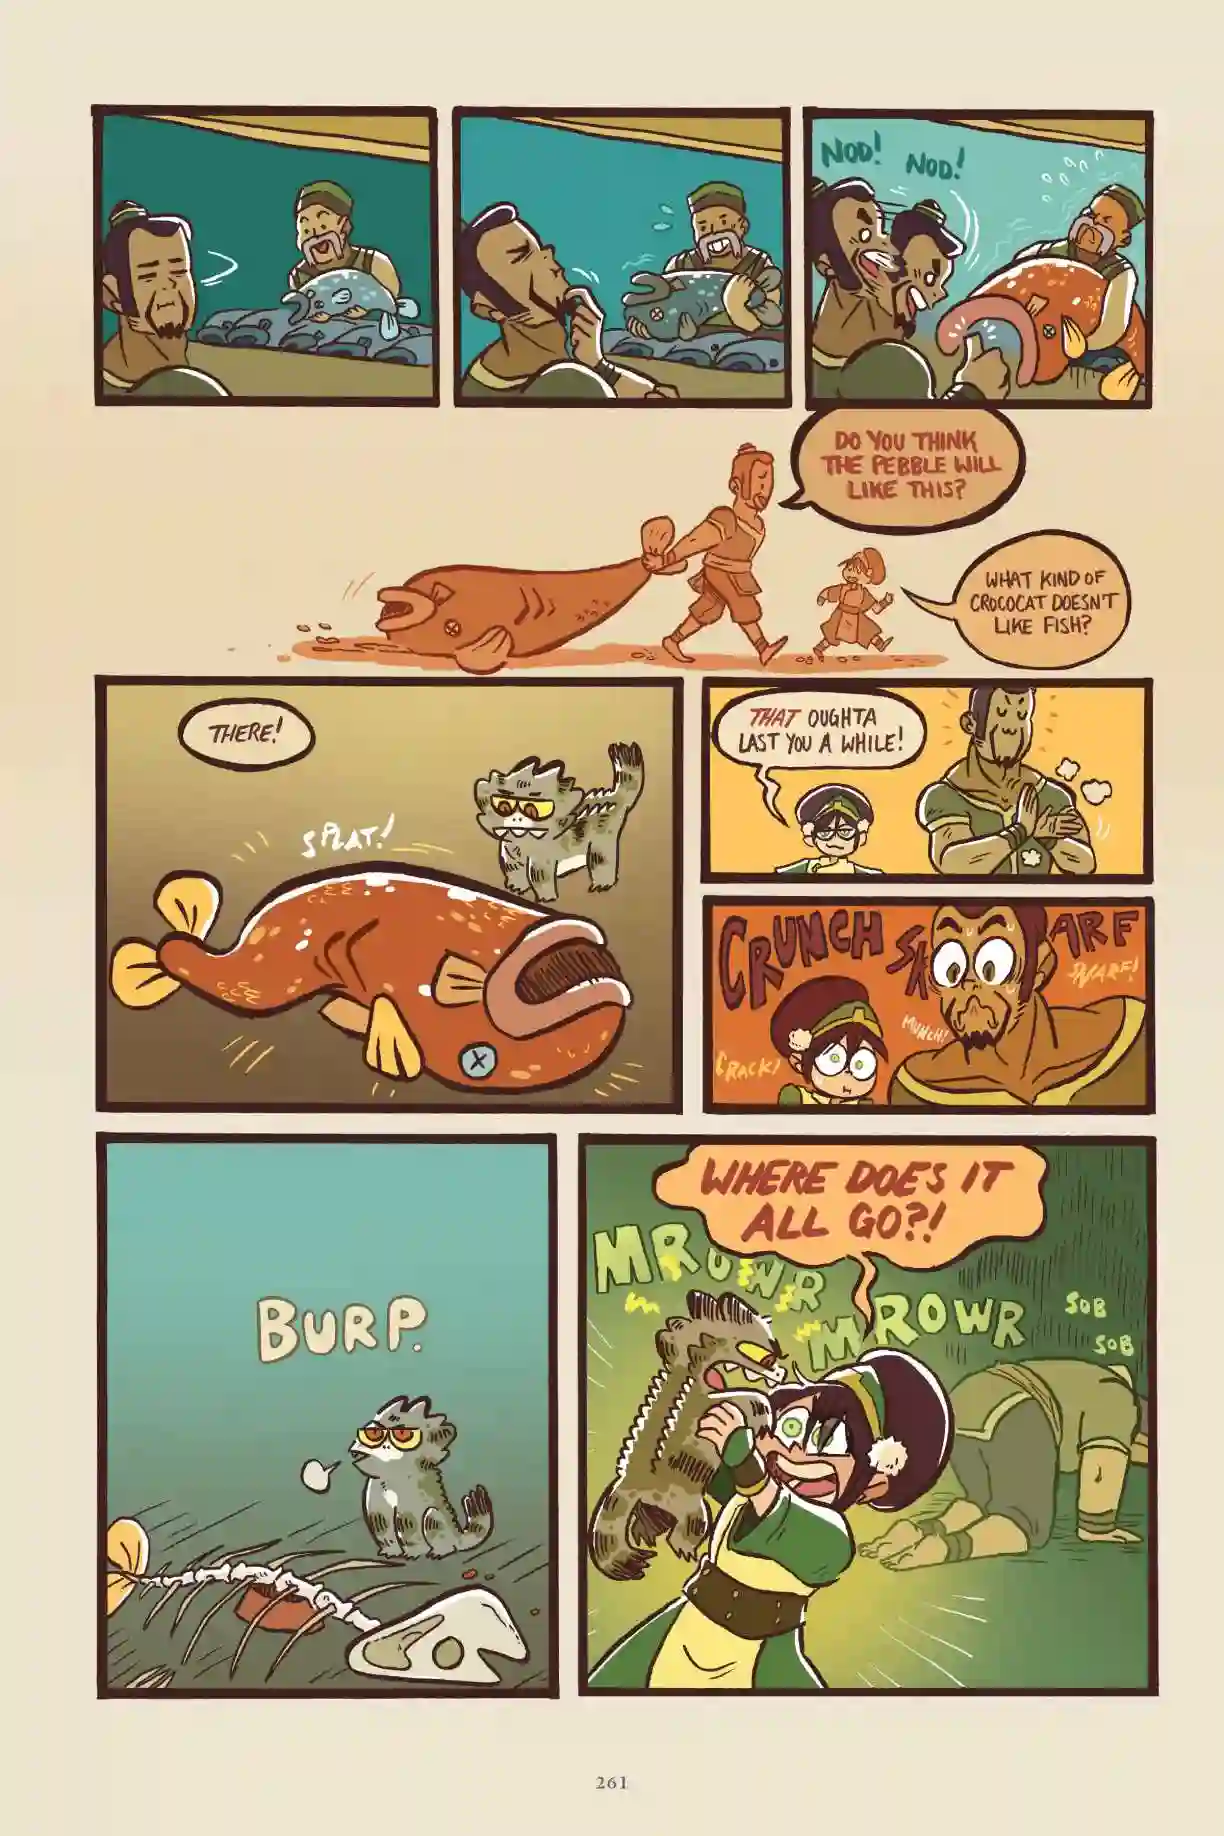 NOD!
NOD!
DO YOU THINK
THE PEBBLE WILL
LIKE THIS?
WHAT KIND OF
CROCOCAT DOESN'T
LIKE FISH?
THERE!
SPLAT!
THAT OUGHTA
LAST YOU A WHILE!
CRUNCH
ARF
SNARF!
MUNCH!
CRACK!
BURP.
WHERE DOES IT
ALL GO?!
MROWR
MROWR
SOB
SOB
261